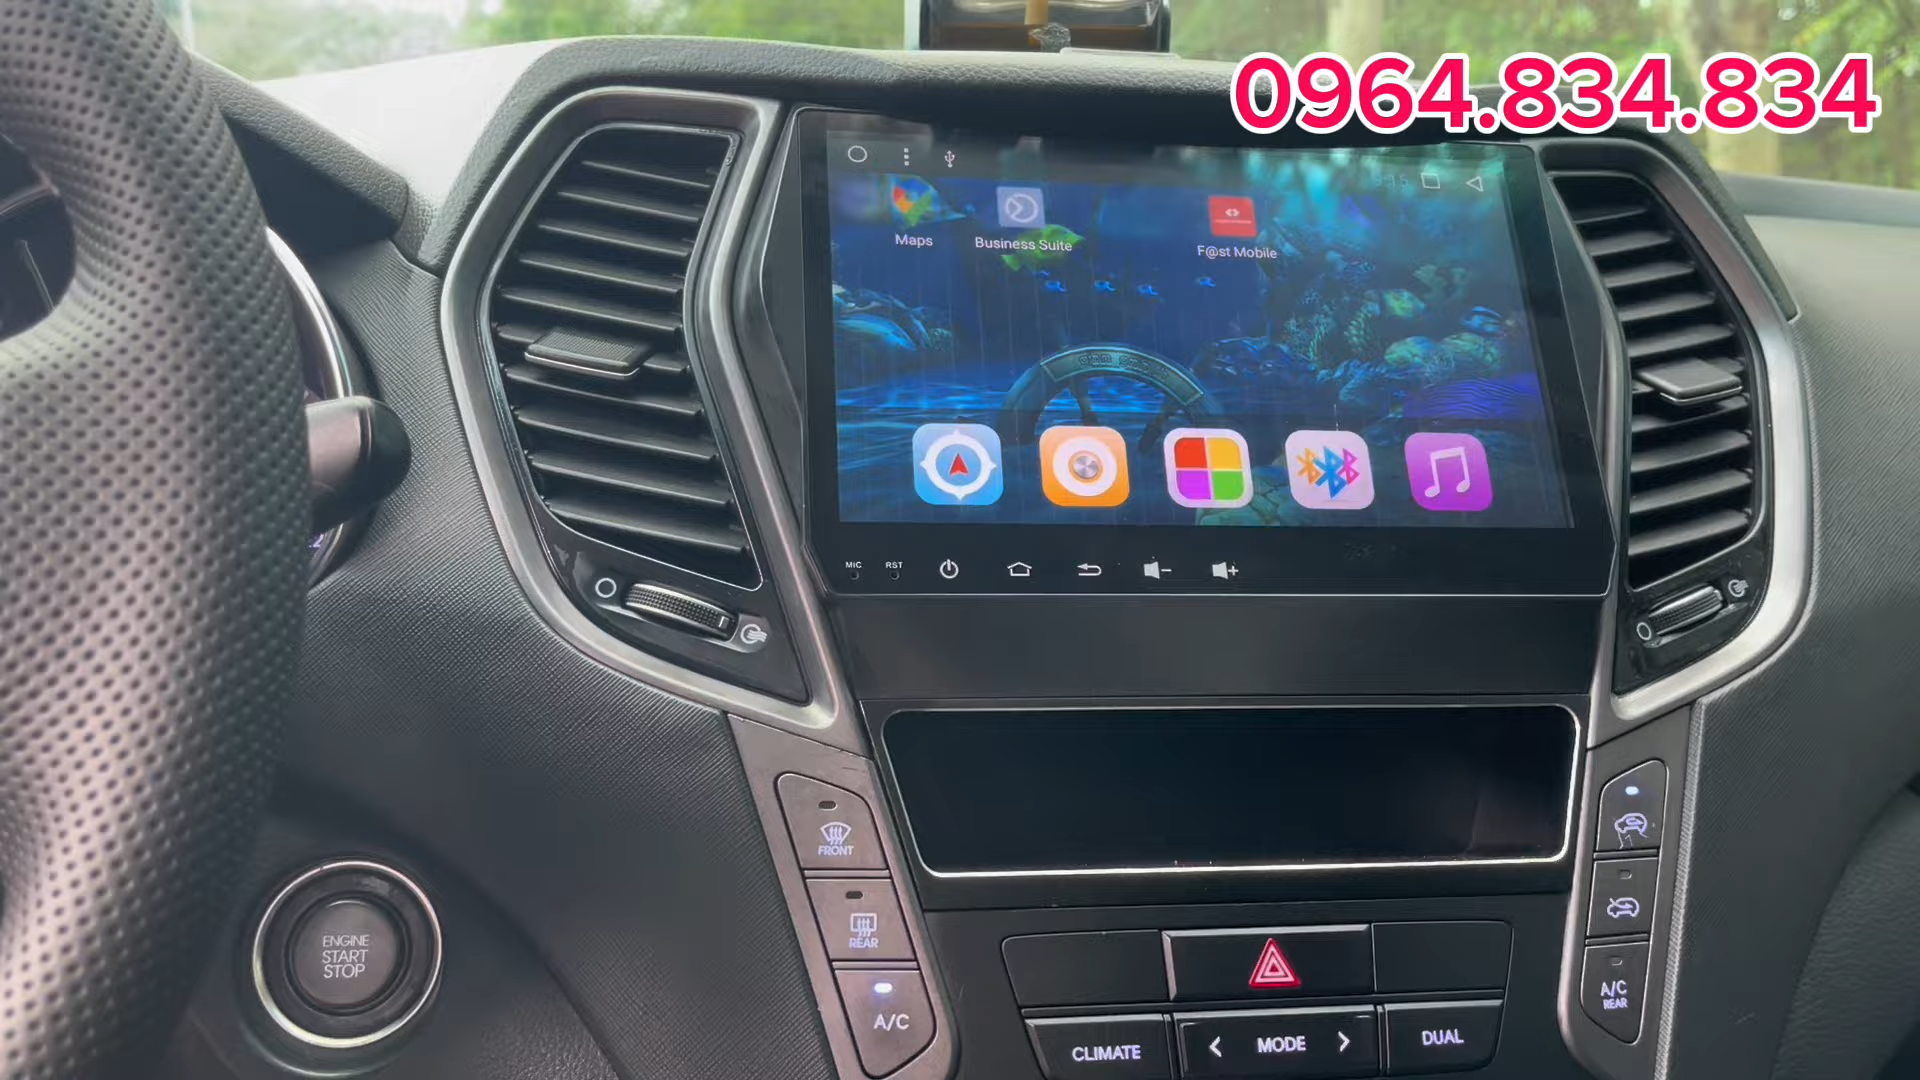 0964.834.834
Maps
Business Suite
F@st Mobile
MIC
RST
FRONT
REAR
A/C
ENGINE
START
STOP
A/C
REAR
CLIMATE
MODE
DUAL